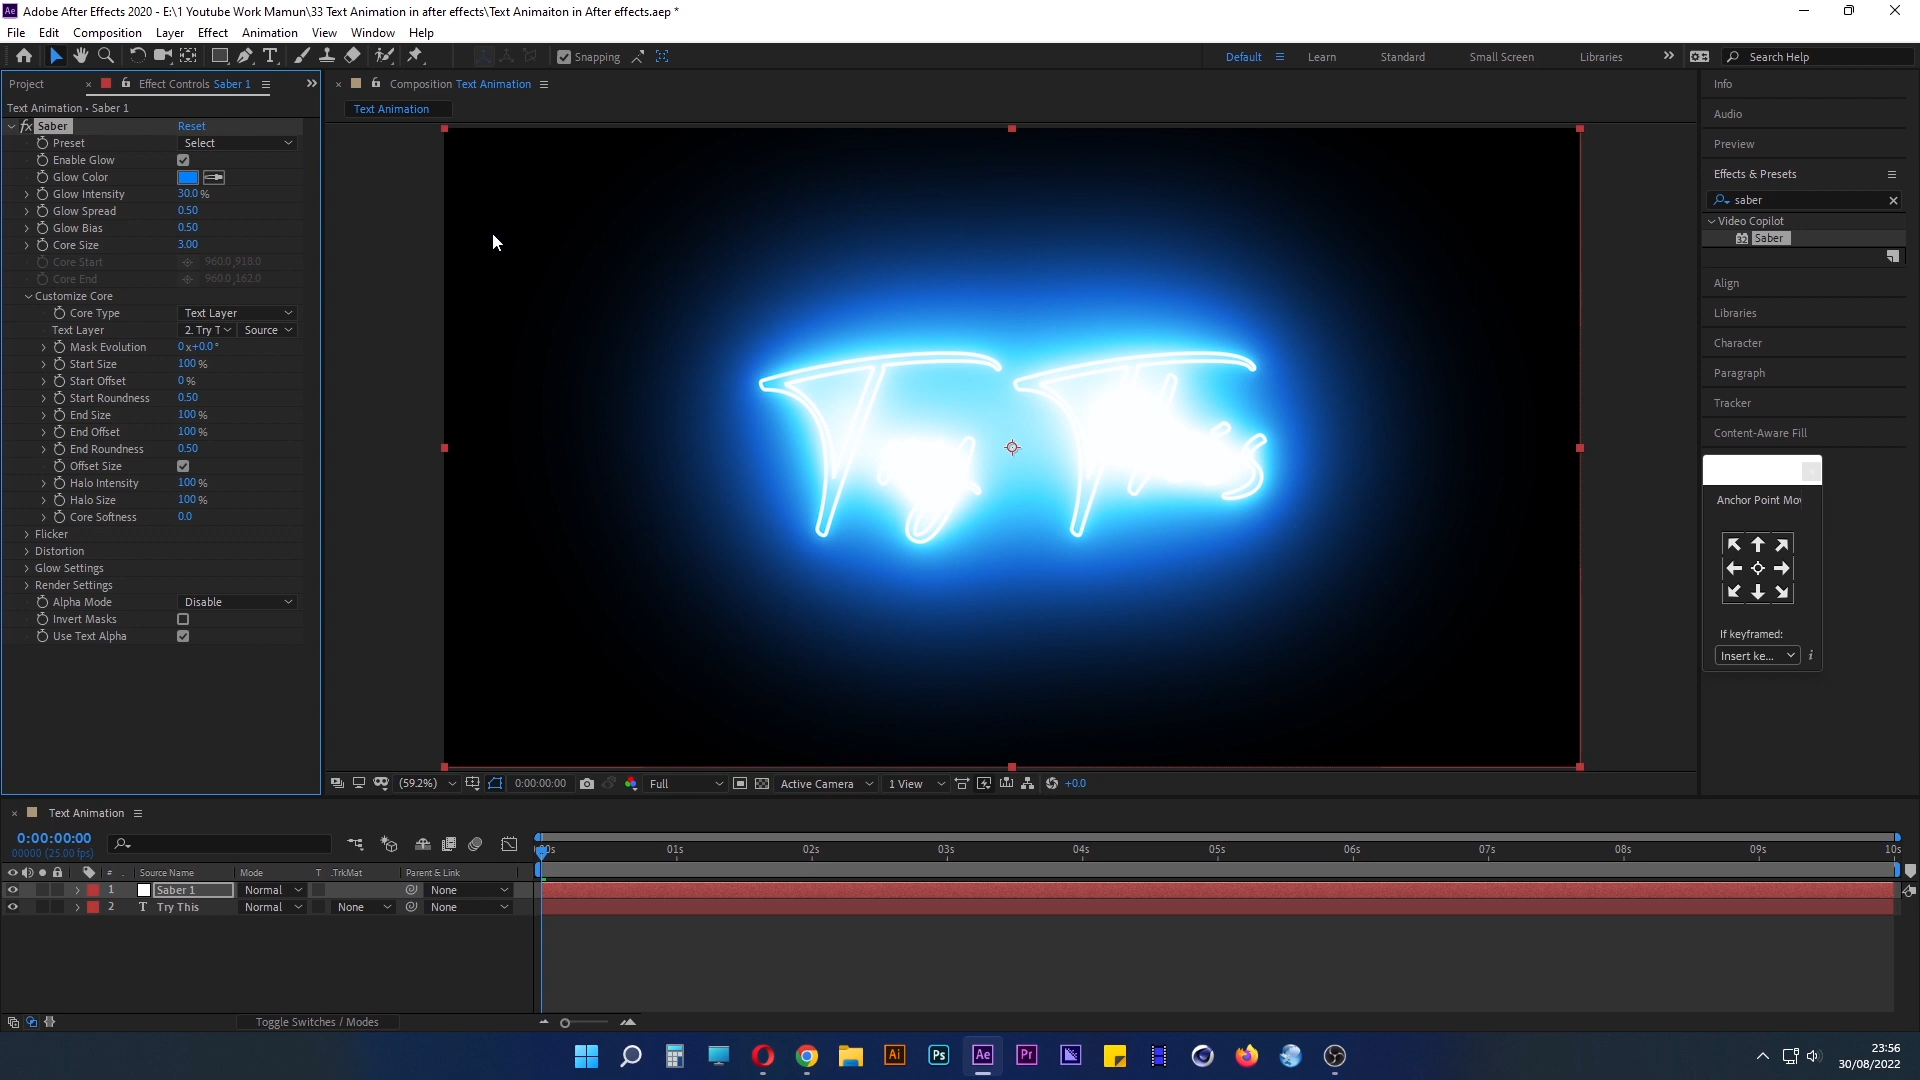 Adobe After Effects 2020 - E:\1 Youtube Work Mamun\33 Text Animation in after effects\Text Animaiton in After effects.aep *
File Edit Composition Layer Effect Animation View Window Help
Snapping Default Learn Standard Small Screen Libraries Search Help
Project Effect Controls Saber 1
Composition Text Animation
Text Animation • Saber 1
Text Animation
fx Saber Reset
Preset Select
Enable Glow
Glow Color
Glow Intensity 30.0 %
Glow Spread 0.50
Glow Bias 0.50
Core Size 3.00
Core Start 960.0,918.0
Core End 960.0,162.0
Customize Core
Core Type Text Layer
Text Layer 2. Try T Source
Mask Evolution 0 x+0.0 °
Start Size 100 %
Start Offset 0 %
Start Roundness 0.50
End Size 100 %
End Offset 100 %
End Roundness 0.50
Offset Size
Halo Intensity 100 %
Halo Size 100 %
Core Softness 0.0
Flicker
Distortion
Glow Settings
Render Settings
Alpha Mode Disable
Invert Masks
Use Text Alpha
Try This
Info
Audio
Preview
Effects & Presets
saber
Video Copilot
32 Saber
Align
Libraries
Character
Paragraph
Tracker
Content-Aware Fill
Anchor Point Mov
If keyframed:
Insert ke...
(59.2%) 0:00:00:00 Full Active Camera 1 View +0.0
Text Animation
0:00:00:00
00000 (25.00 fps)
00s 01s 02s 03s 04s 05s 06s 07s 08s 09s 10s
# Source Name Mode T .TrkMat Parent & Link
1 Saber 1 Normal None
2 T Try This Normal None None
Toggle Switches / Modes
Ai Ps Ae Pr
23:56
30/08/2022